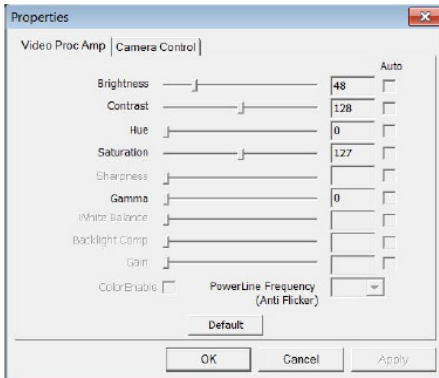 Properties
Video Proc Amp Camera Control
Auto
Brightness 48
Contrast 128
Hue 0
Saturation 127
Sharpness
Gamma 0
White Balance
Backlight Comp
Gain
ColorEnable PowerLine Frequency
(Anti Flicker)
Default
OK Cancel Apply